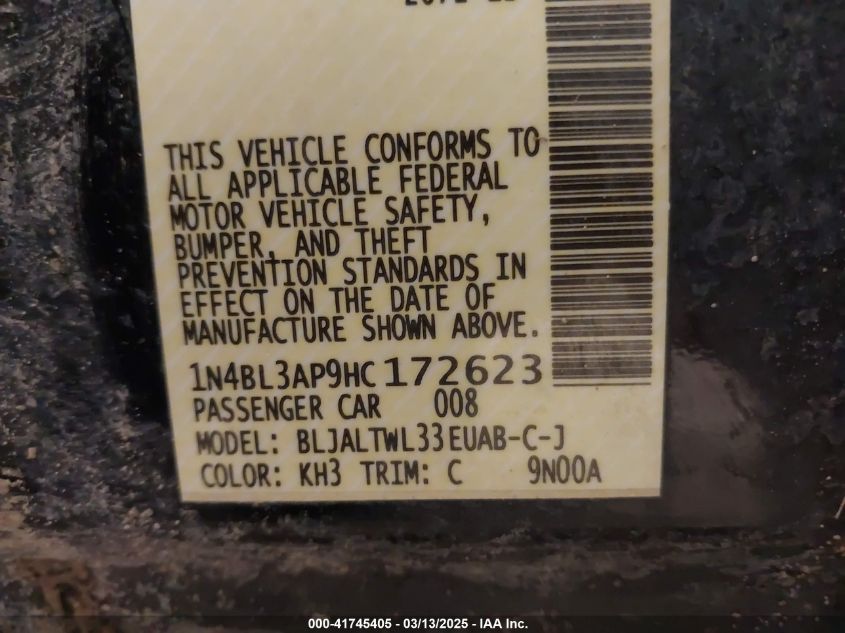 THIS VEHICLE CONFORMS TO
ALL APPLICABLE FEDERAL
MOTOR VEHICLE SAFETY,
BUMPER, AND THEFT
PREVENTION STANDARDS IN
EFFECT ON THE DATE OF
MANUFACTURE SHOWN ABOVE.
1N4BL3AP9HC172623
PASSENGER CAR 008
MODEL: BLJALTWL33EUAB-C-J
COLOR: KH3 TRIM: C 9N00A
000-41745405 - 03/13/2025 - IAA Inc.